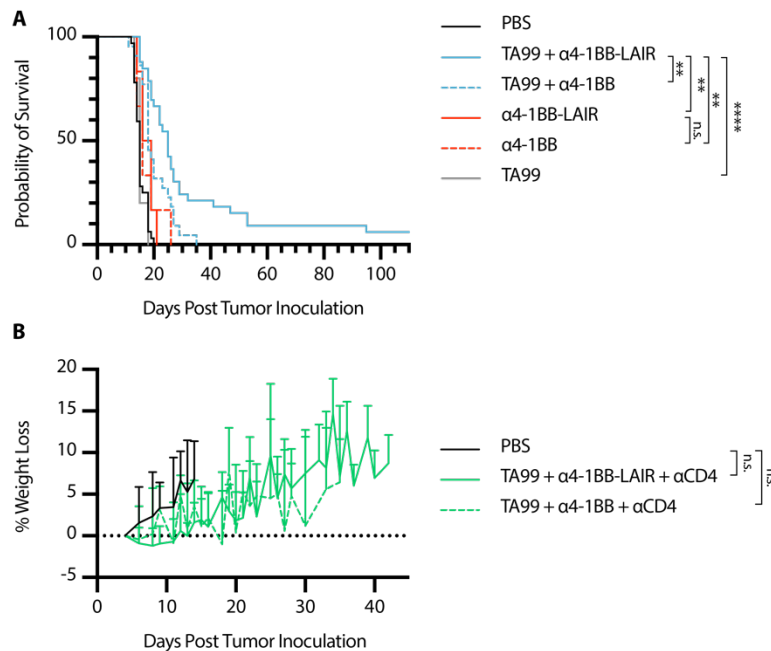 A
Probability of Survival
100
50
0
0 20 40 60 80 100
Days Post Tumor Inoculation
PBS
TA99 + α4-1BB-LAIR
TA99 + α4-1BB
α4-1BB-LAIR
α4-1BB
TA99
**
**
n.s.
**
****
B
% Weight Loss
20
15
10
5
0
-5
0 10 20 30 40
Days Post Tumor Inoculation
PBS
TA99 + α4-1BB-LAIR + αCD4
TA99 + α4-1BB + αCD4
n.s.
n.s.